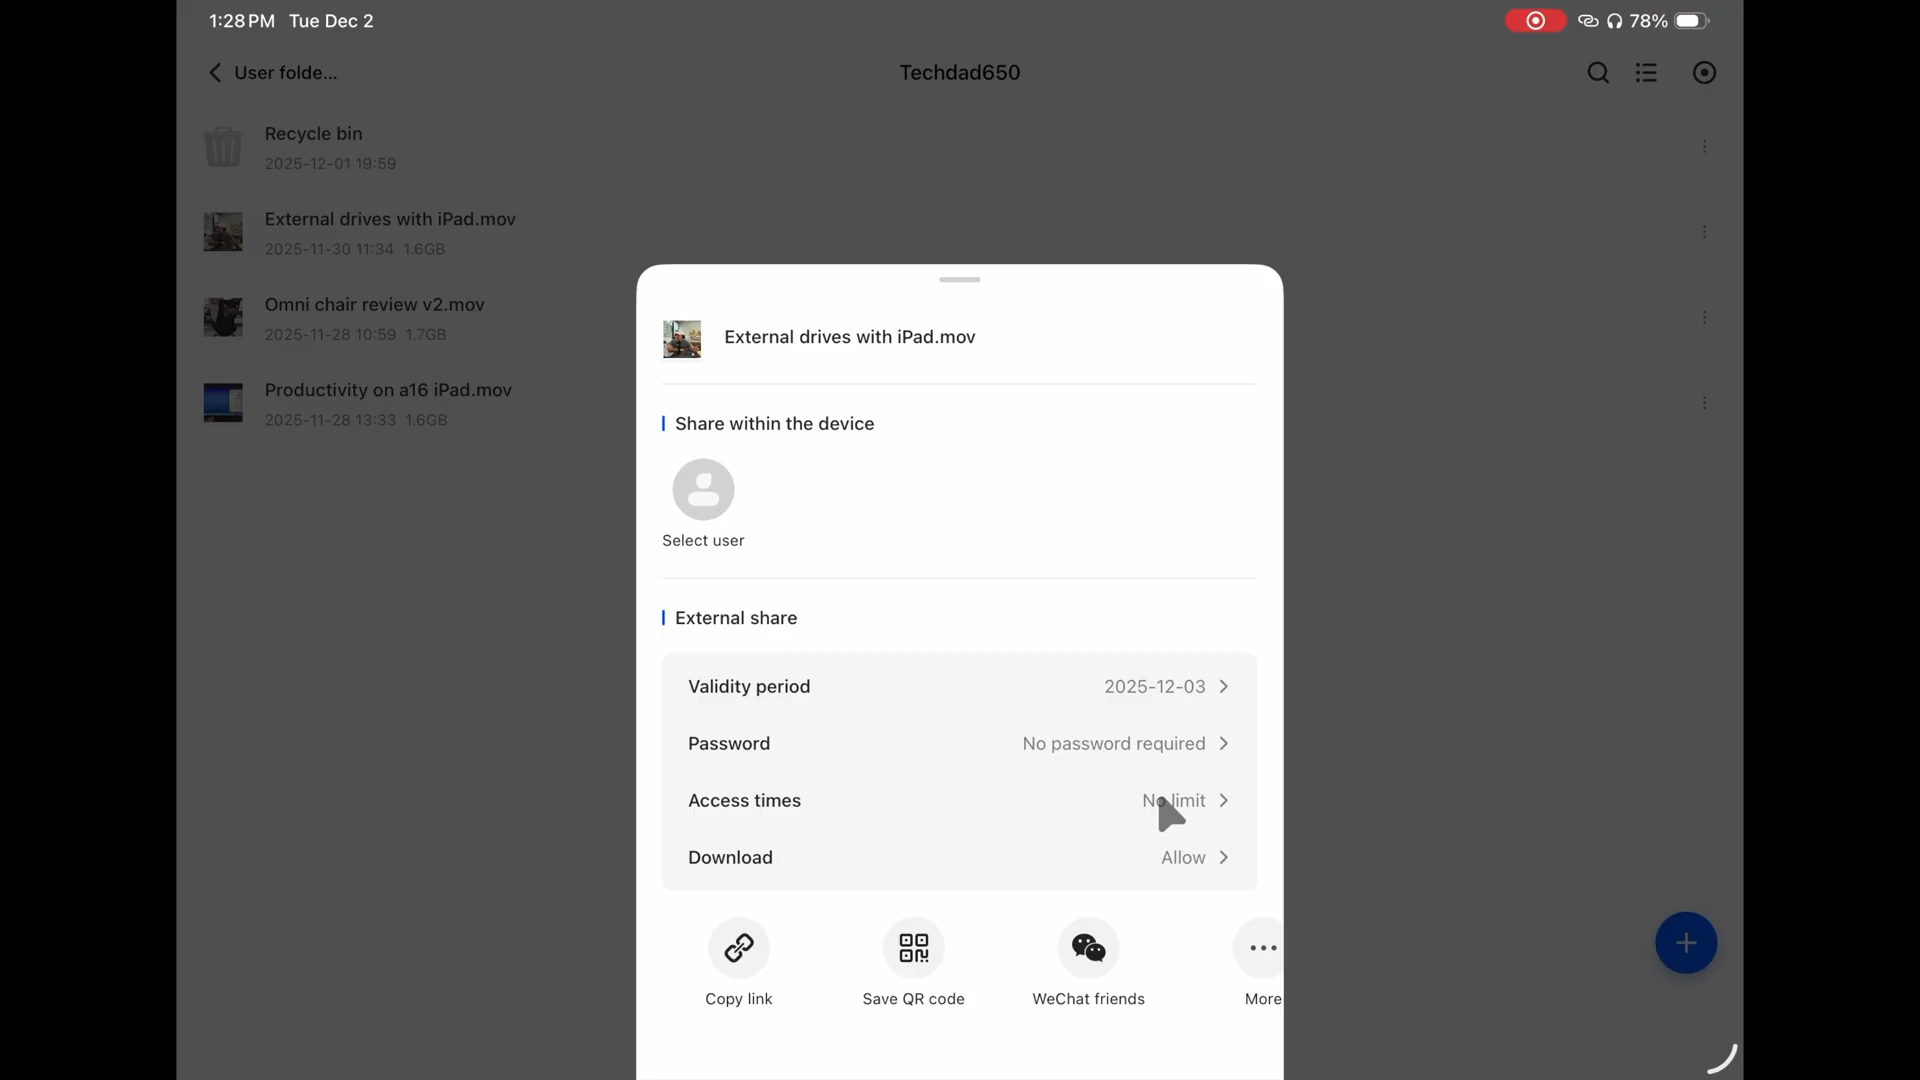 1:28 PM Tue Dec 2
78%
User folde...
Techdad650
Recycle bin
2025-12-01 19:59
External drives with iPad.mov
2025-11-30 11:34 1.6GB
Omni chair review v2.mov
2025-11-28 10:59 1.7GB
Productivity on a16 iPad.mov
2025-11-28 13:33 1.6GB
External drives with iPad.mov
Share within the device
Select user
External share
Validity period 2025-12-03
Password No password required
Access times No limit
Download Allow
Copy link
Save QR code
WeChat friends
More